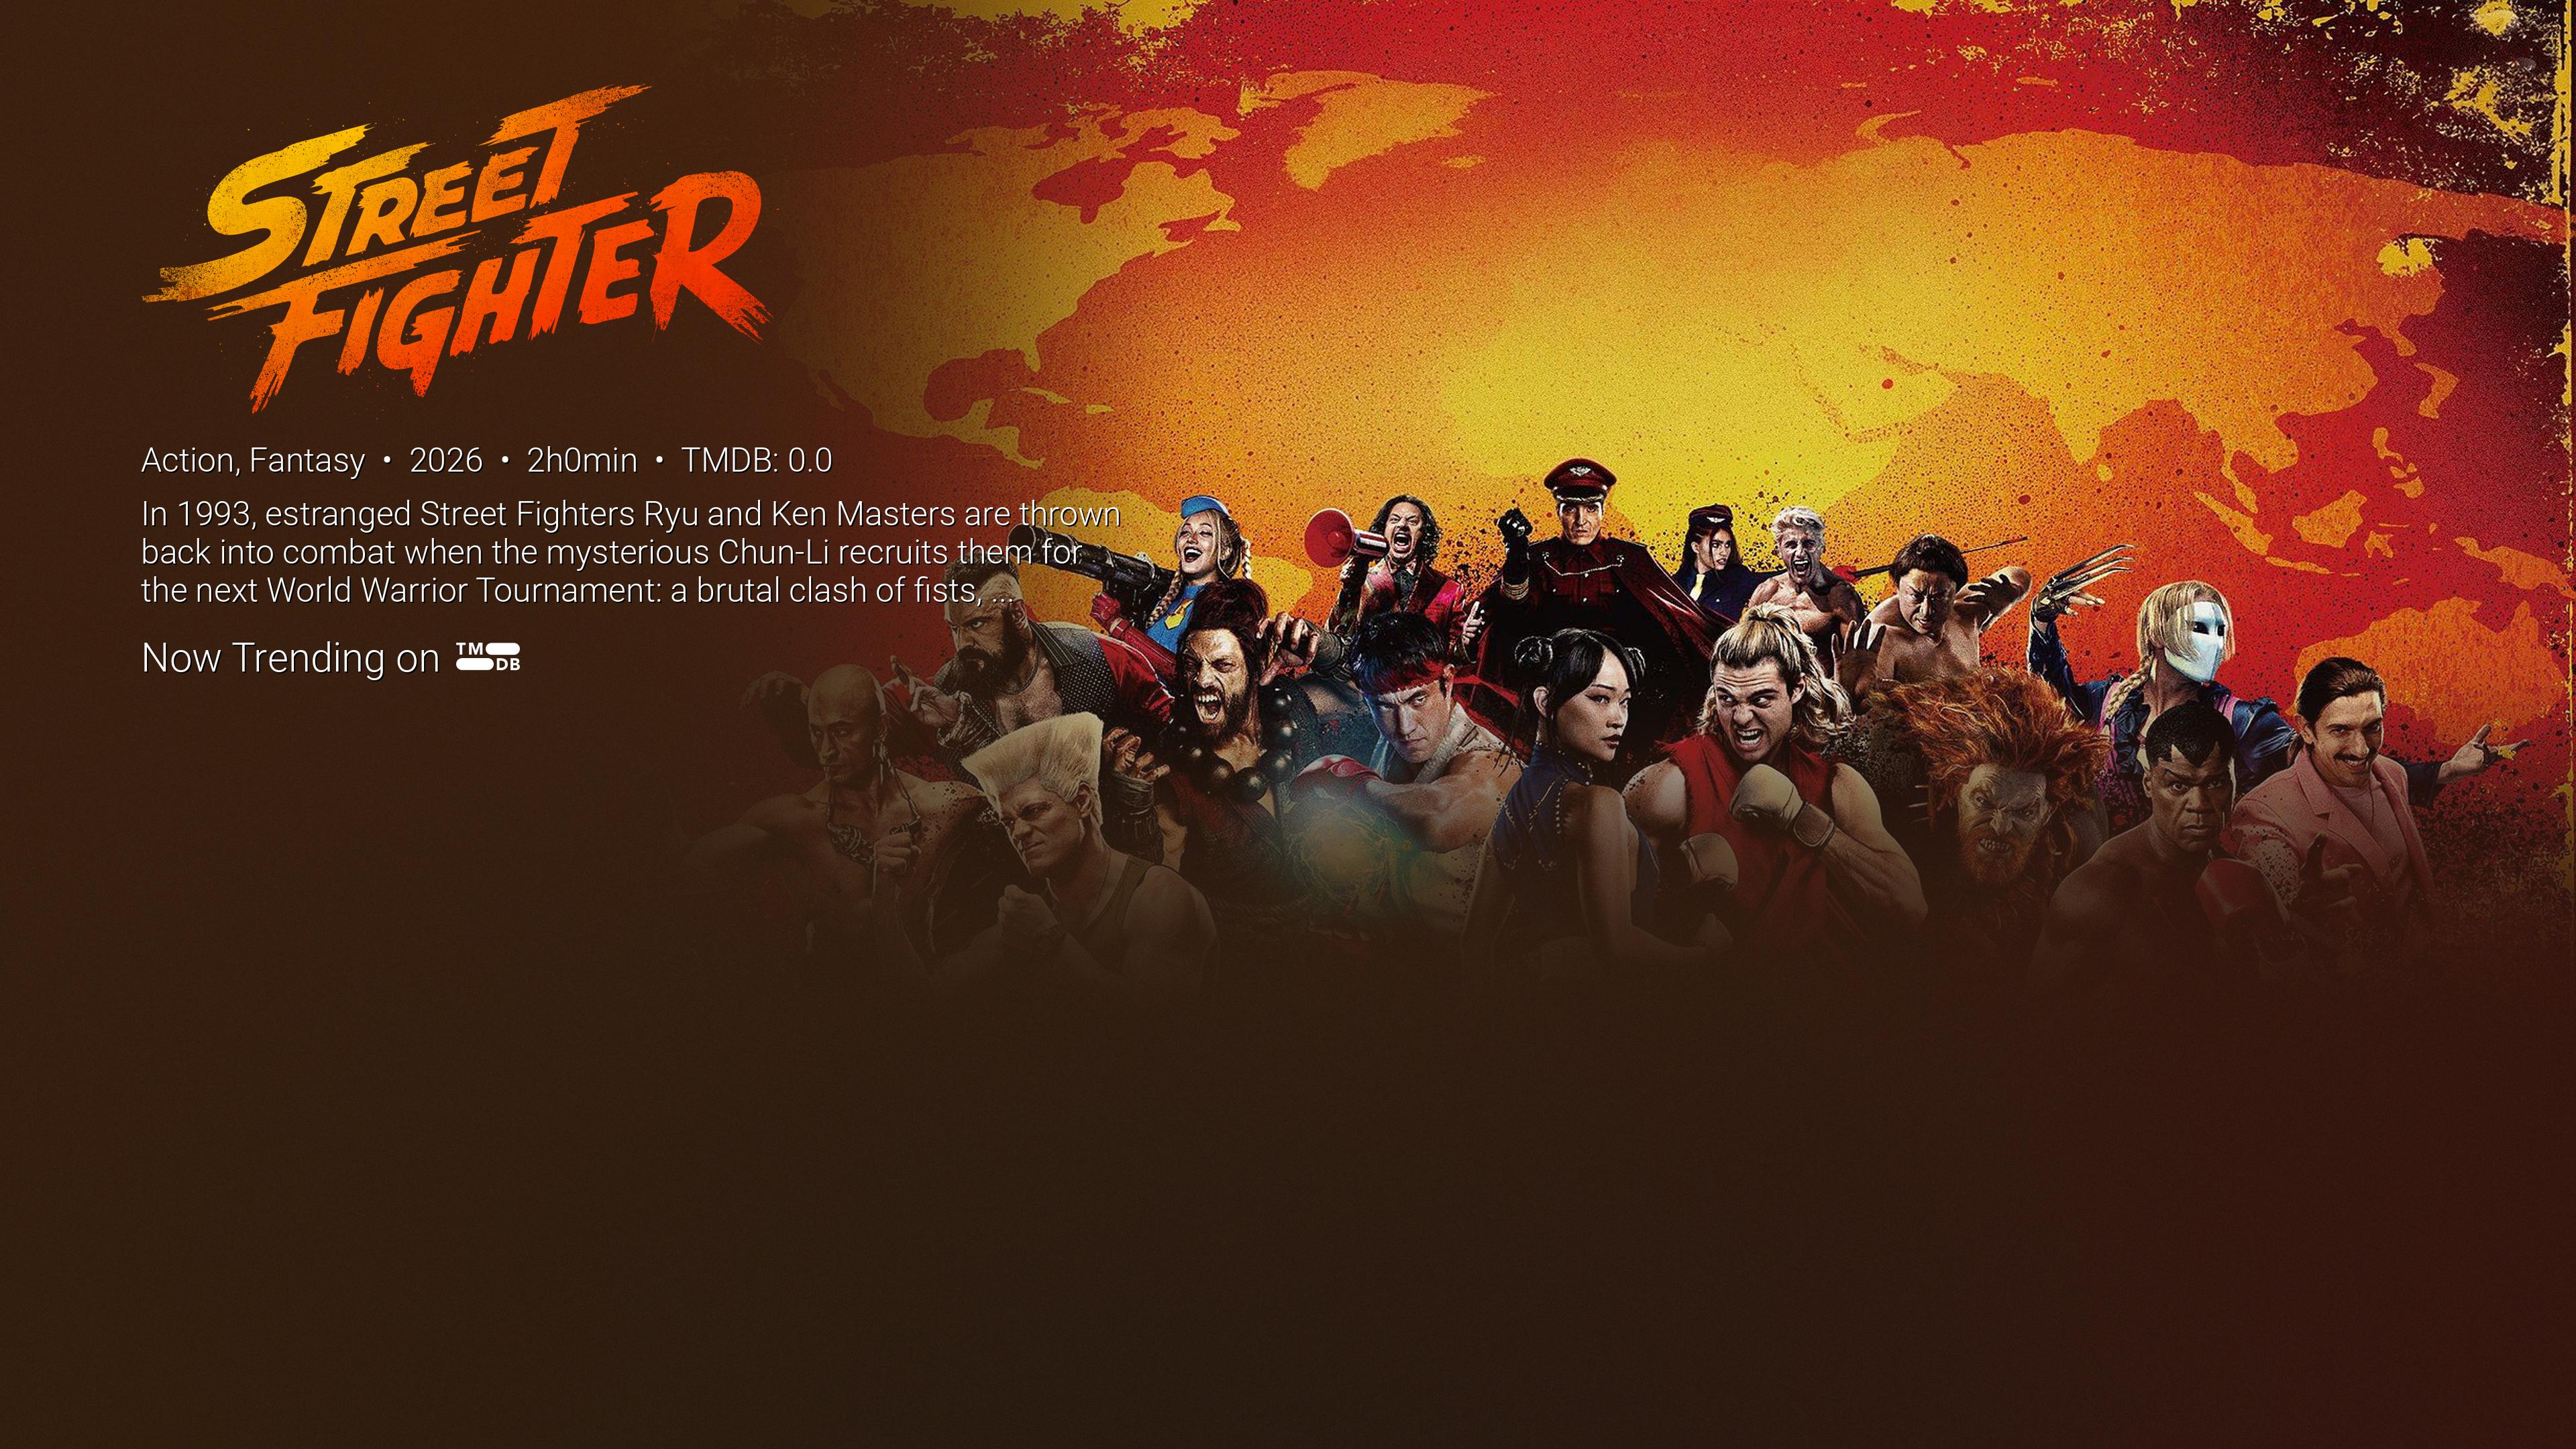 STREET
FIGHTER
Action, Fantasy • 2026 • 2h0min • TMDB: 0.0
In 1993, estranged Street Fighters Ryu and Ken Masters are thrown
back into combat when the mysterious Chun-Li recruits them for
the next World Warrior Tournament: a brutal clash of fists, ...
Now Trending on TMDB